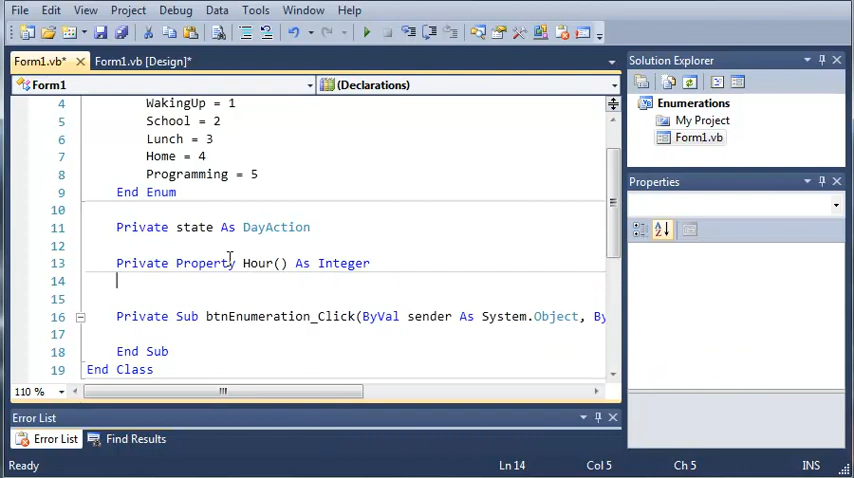 File Edit View Project Debug Data Tools Window Help
Form1.vb* Form1.vb [Design]*
Form1 (Declarations)
4 WakingUp = 1
5 School = 2
6 Lunch = 3
7 Home = 4
8 Programming = 5
9 End Enum
10
11 Private state As DayAction
12
13 Private Property Hour() As Integer
14
15
16 Private Sub btnEnumeration_Click(ByVal sender As System.Object, By
17
18 End Sub
19 End Class
110 %
Solution Explorer
Enumerations
My Project
Form1.vb
Properties
Error List
Error List Find Results
Ready Ln 14 Col 5 Ch 5 INS